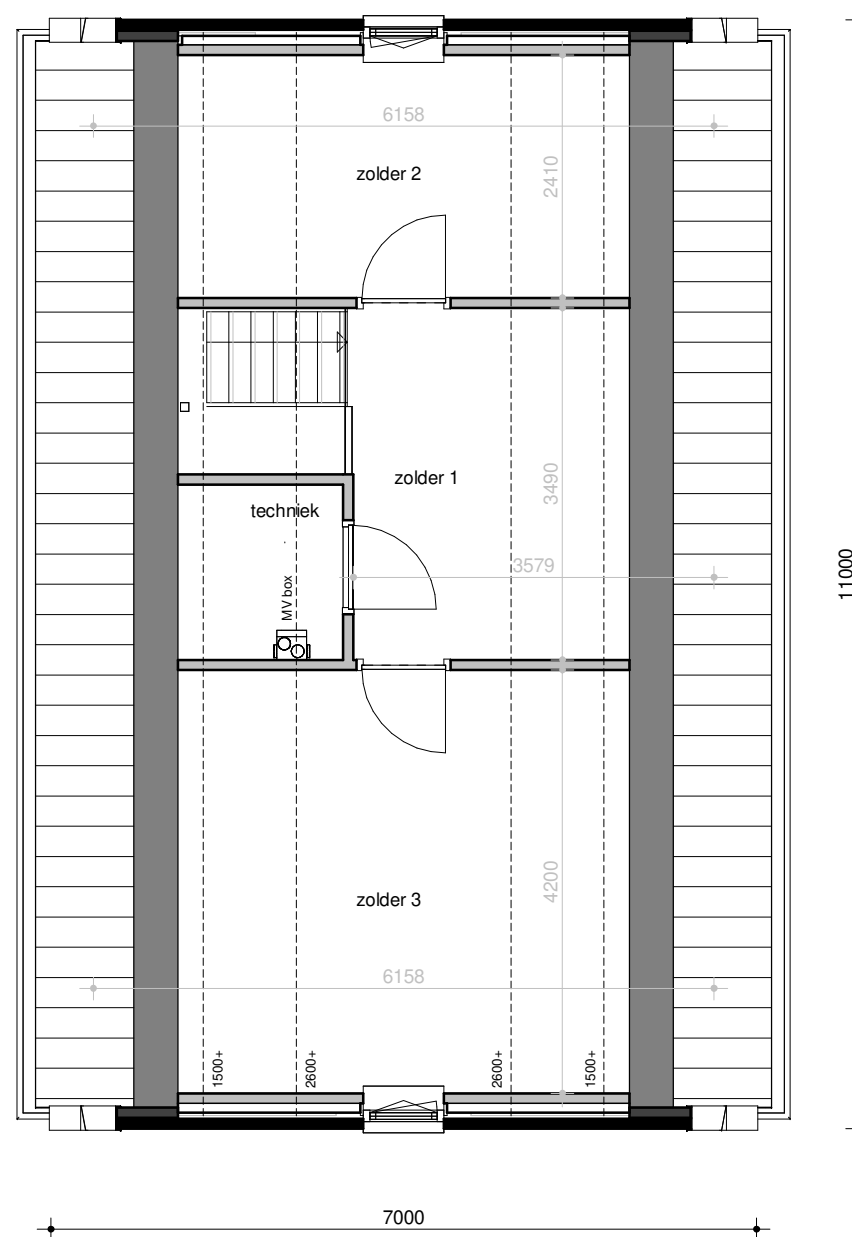 6158
zolder 2
2410
zolder 1
3490
techniek
11000
3579
MV box
4200
zolder 3
6158
1500+
2600+
2600+
1500+
7000